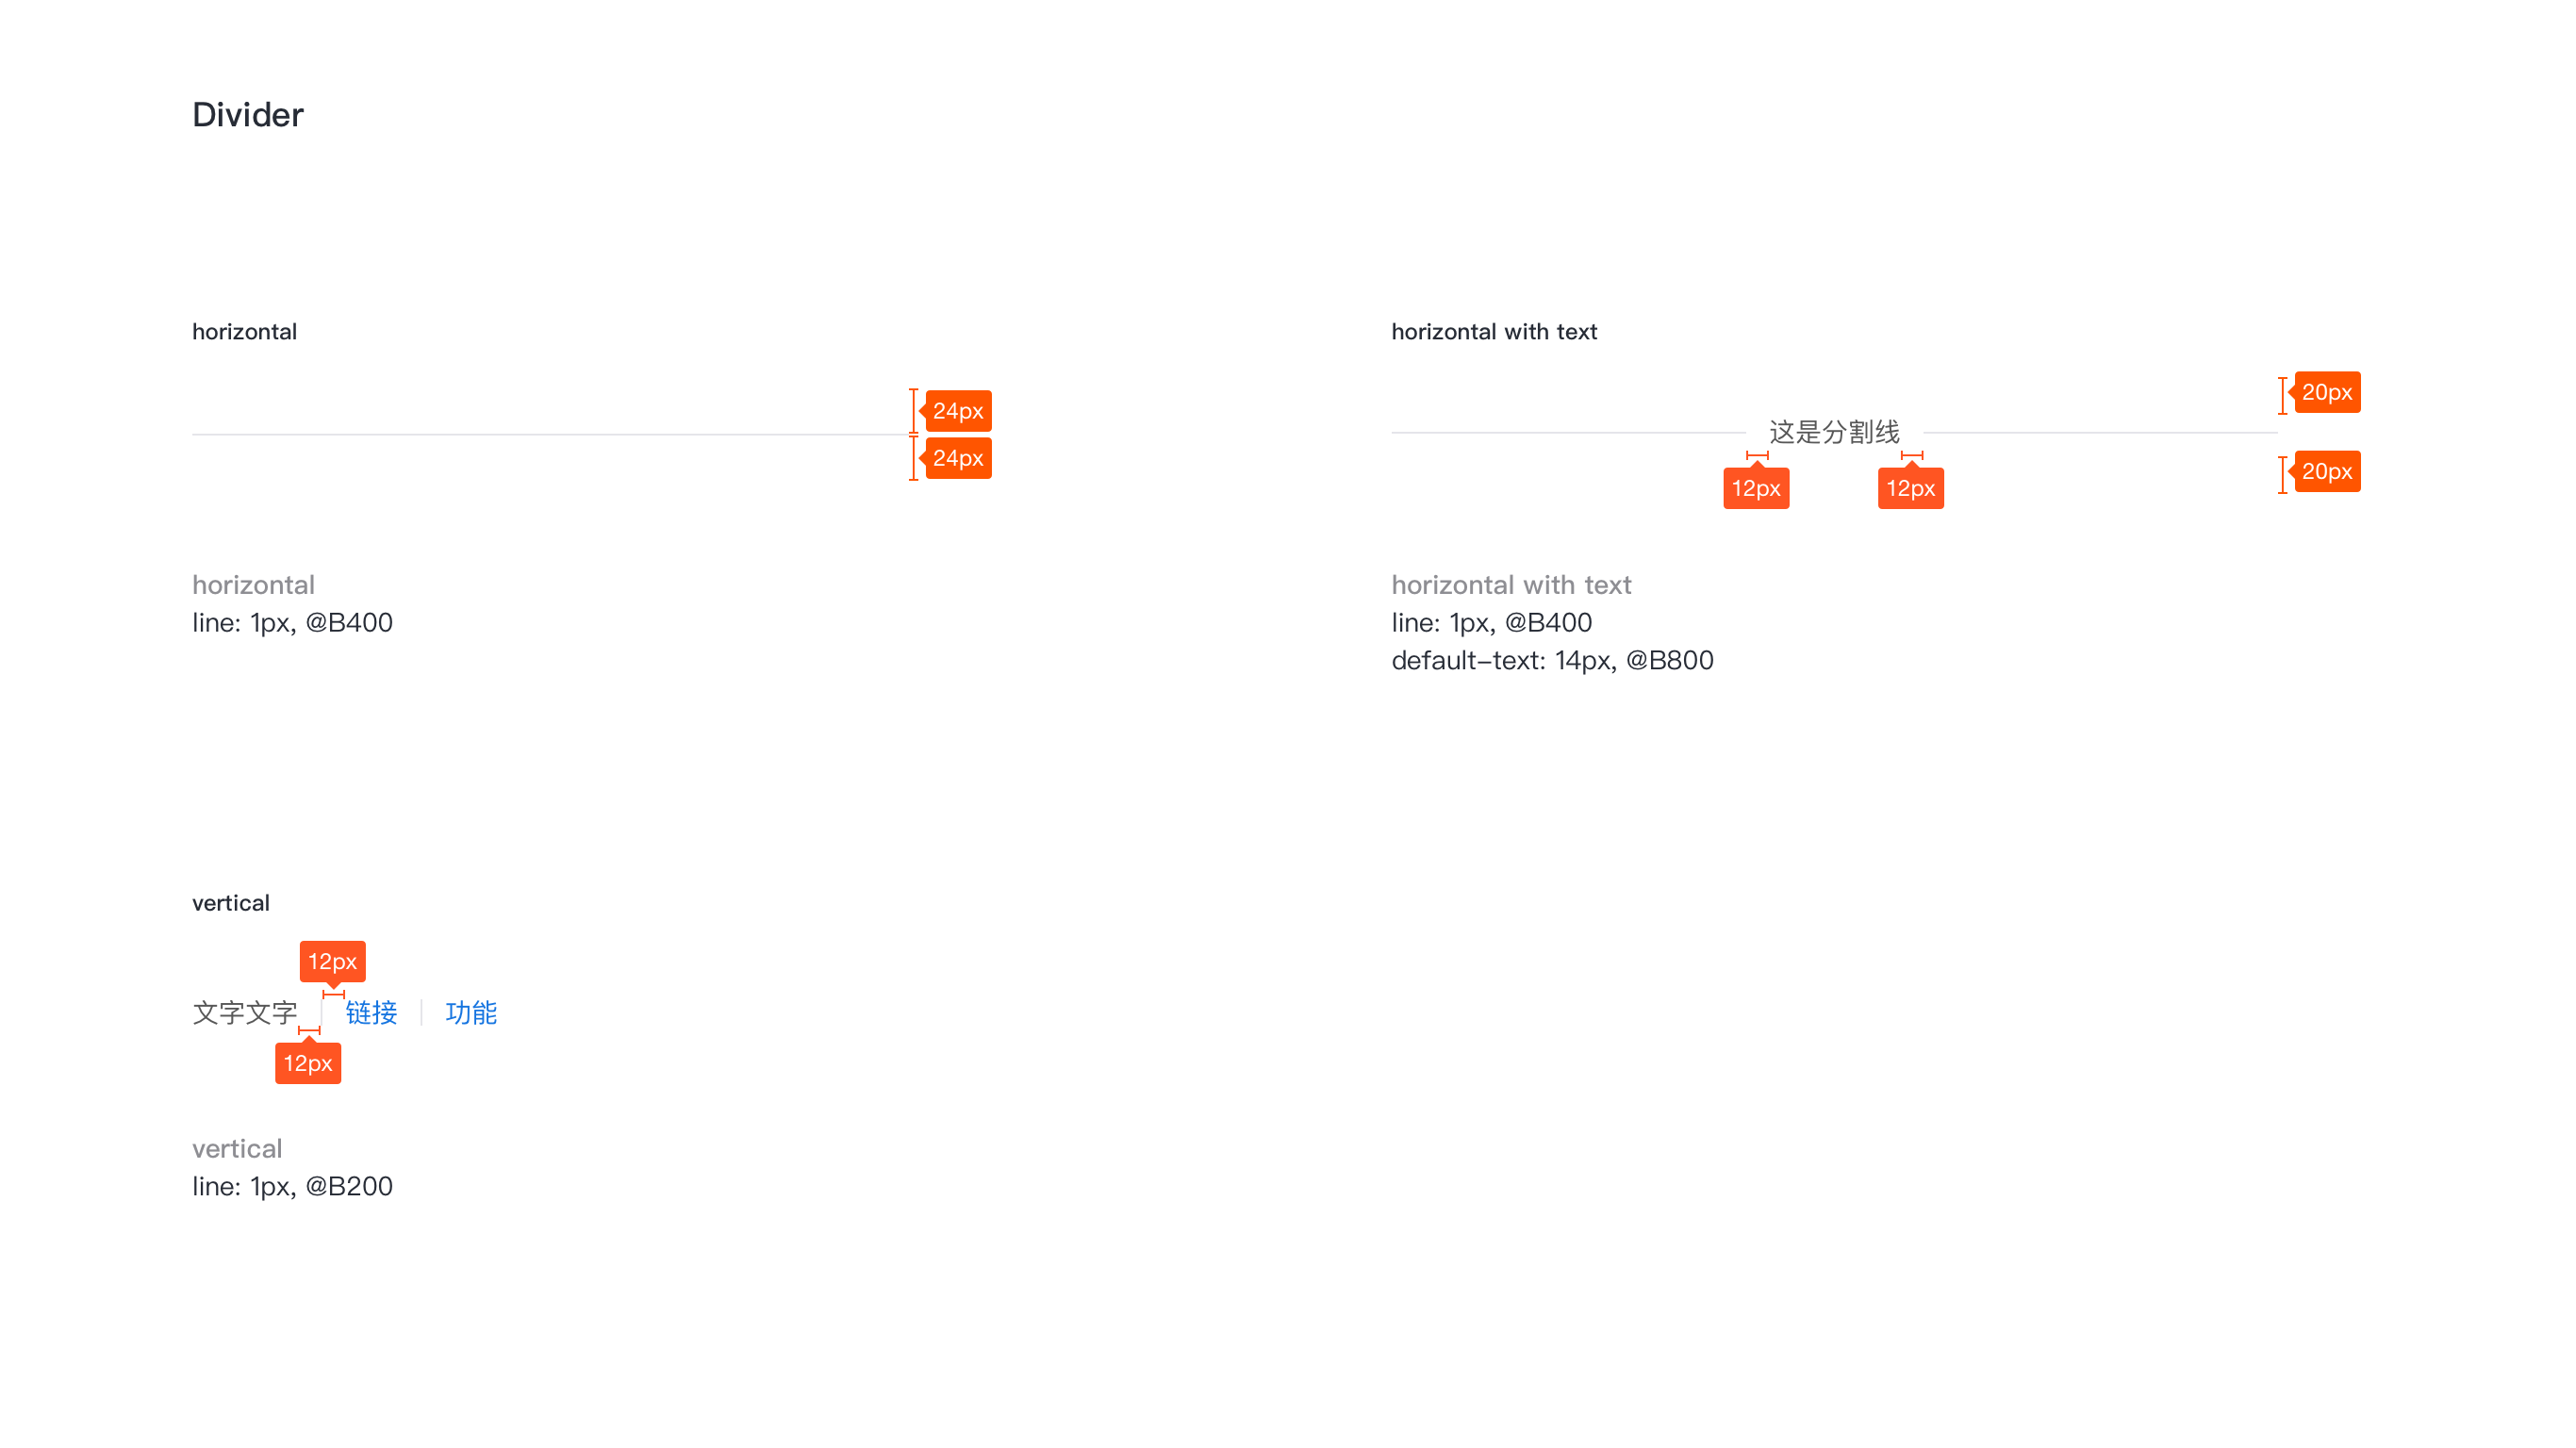 Divider
horizontal
24px
24px
horizontal
line: 1px, @B400
horizontal with text
20px
这是分割线
20px
12px
12px
horizontal with text
line: 1px, @B400
default-text: 14px, @B800
vertical
12px
文字文字 链接 功能
12px
vertical
line: 1px, @B200